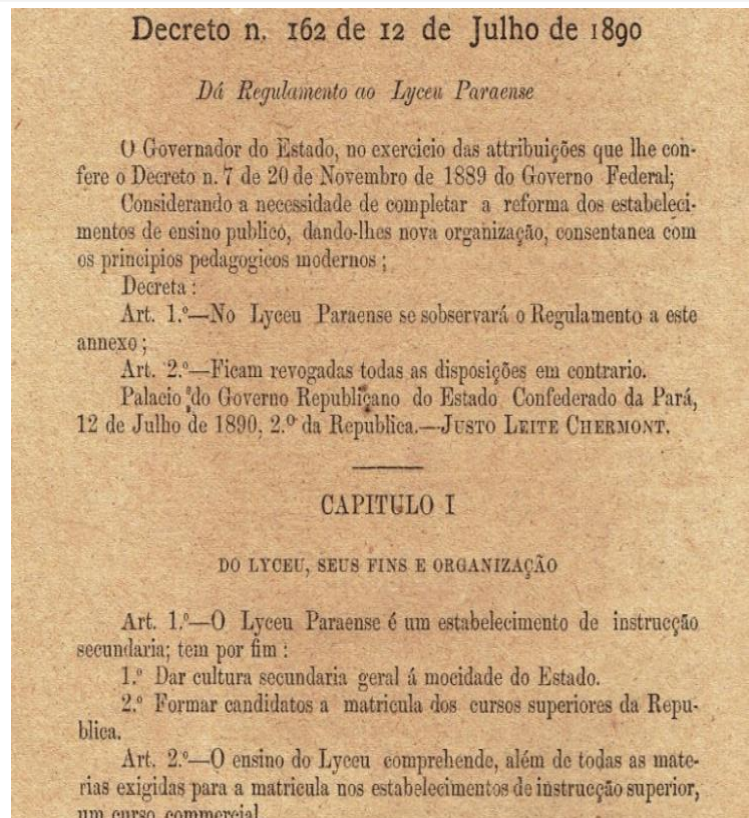 Decreto n. 162 de 12 de Julho de 1890
Dá Regulamento ao Lyceu Paraense
O Governador do Estado, no exercicio das attribuições que lhe con-
fere o Decreto n. 7 de 20 de Novembro de 1889 do Governo Federal;
Considerando a necessidade de completar a reforma dos estabeleci-
mentos de ensino publico, dando-lhes nova organização, consentanea com
os principios pedagogicos modernos;
Decreta:
Art. 1.º—No Lyceu Paraense se sobservará o Regulamento a este
annexo;
Art. 2.º—Ficam revogadas todas as disposições em contrario.
Palacio do Governo Republicano do Estado Confederado da Pará,
12 de Julho de 1890, 2.º da Republica.—JUSTO LEITE CHERMONT.
CAPITULO I
DO LYCEU, SEUS FINS E ORGANIZAÇÃO
Art. 1.º—O Lyceu Paraense é um estabelecimento de instrucção
secundaria; tem por fim:
1.º Dar cultura secundaria geral á mocidade do Estado.
2.º Formar candidatos a matricula dos cursos superiores da Repu-
blica.
Art. 2.º—O ensino do Lyceu comprehende, além de todas as mate-
rias exigidas para a matricula nos estabelecimentos de instrucção superior,
um curso commercial.